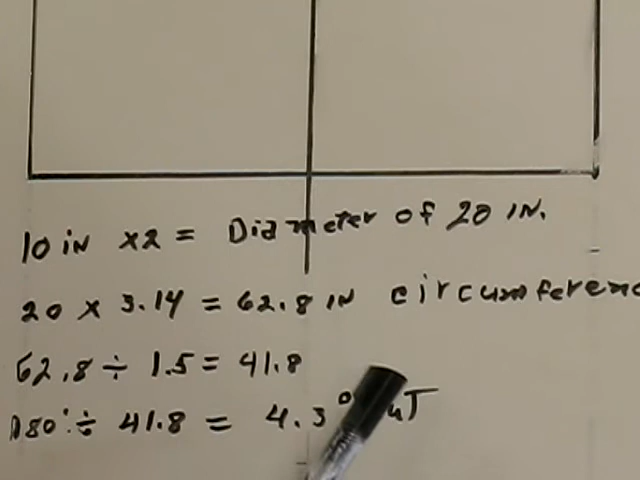 10 IN x2 = Diameter of 20 IN.
20 x 3.14 = 62.8 IN
62.8 ÷ 1.5 = 41.8
180° ÷ 41.8 = 4.3°